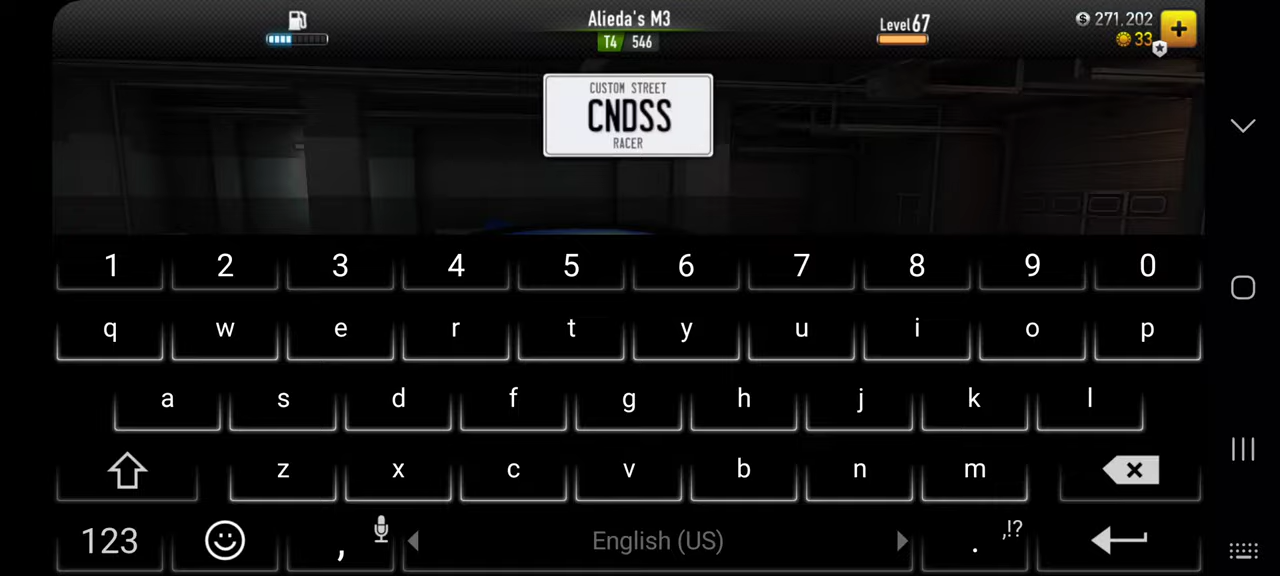 Alieda's M3
T4 546
Level 67
271,202
33
CUSTOM STREET
CNDSS
RACER
1 2 3 4 5 6 7 8 9 0
q w e r t y u i o p
a s d f g h j k l
z x c v b n m
123 , English (US) . ,!?